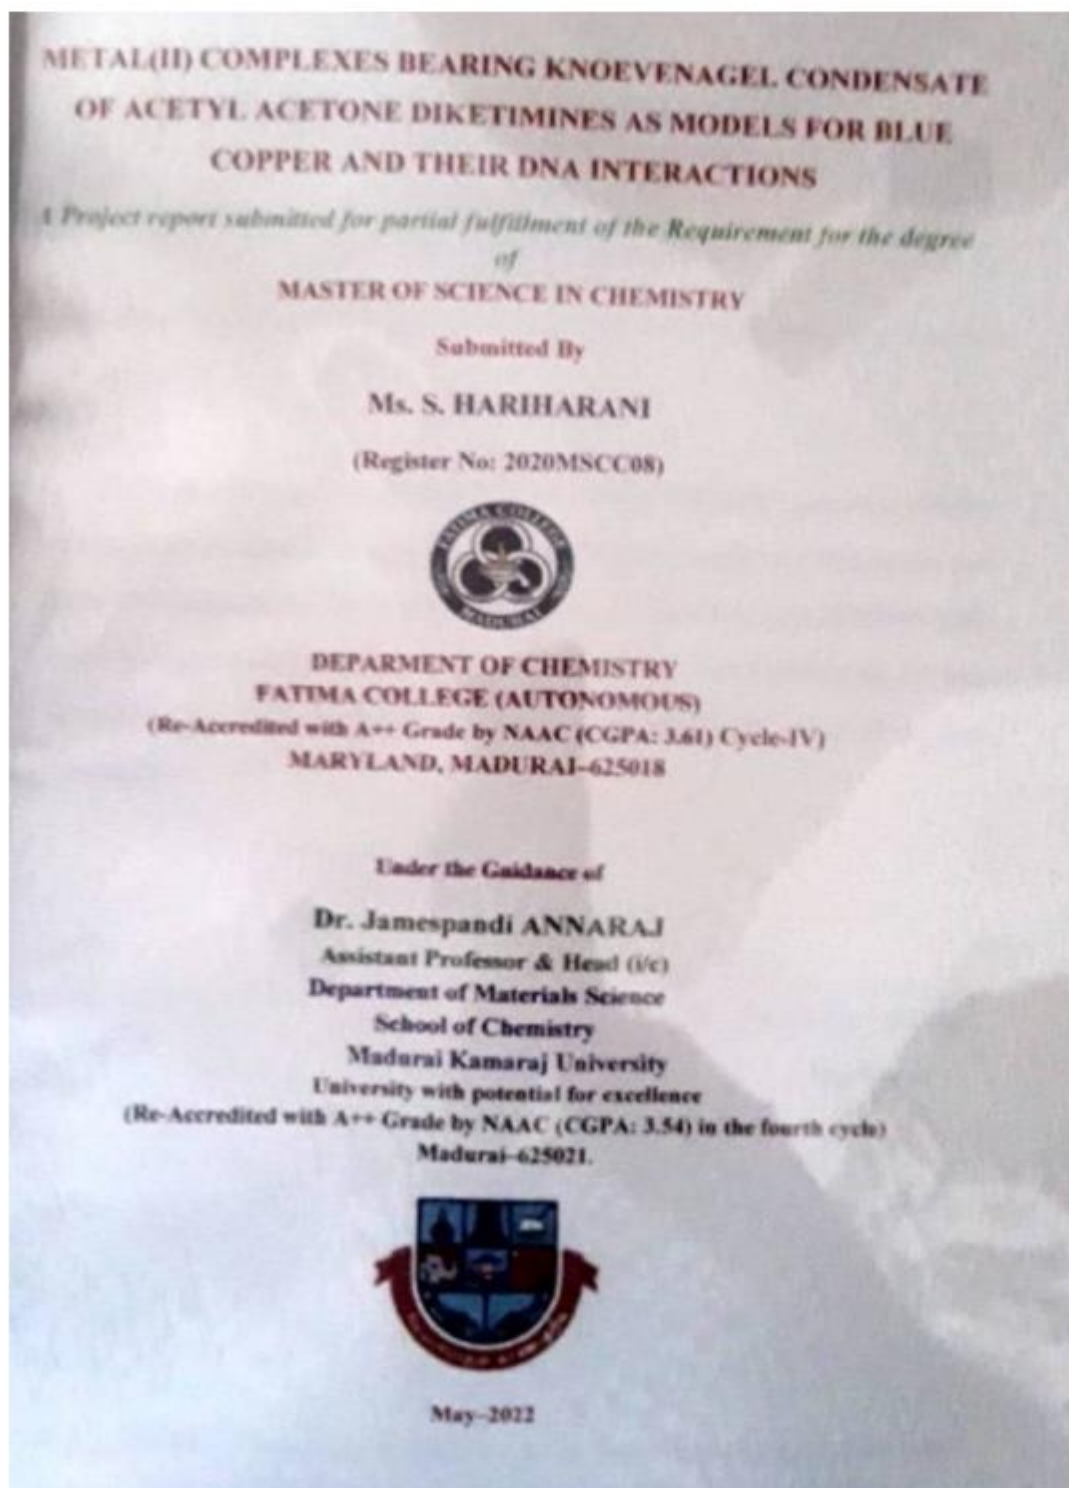 METAL(II) COMPLEXES BEARING KNOEVENAGEL CONDENSATE
OF ACETYL ACETONE DIKETIMINES AS MODELS FOR BLUE
COPPER AND THEIR DNA INTERACTIONS
A Project report submitted for partial fulfillment of the Requirement for the degree
of
MASTER OF SCIENCE IN CHEMISTRY
Submitted By
Ms. S. HARIHARANI
(Register No: 2020MSCC08)
FATIMA COLLEGE
MADURAI
DEPARMENT OF CHEMISTRY
FATIMA COLLEGE (AUTONOMOUS)
(Re-Accredited with A++ Grade by NAAC (CGPA: 3.61) Cycle-IV)
MARYLAND, MADURAI–625018
Under the Guidance of
Dr. Jamespandi ANNARAJ
Assistant Professor & Head (i/c)
Department of Materials Science
School of Chemistry
Madurai Kamaraj University
University with potential for excellence
(Re-Accredited with A++ Grade by NAAC (CGPA: 3.54) in the fourth cycle)
Madurai–625021.
May–2022